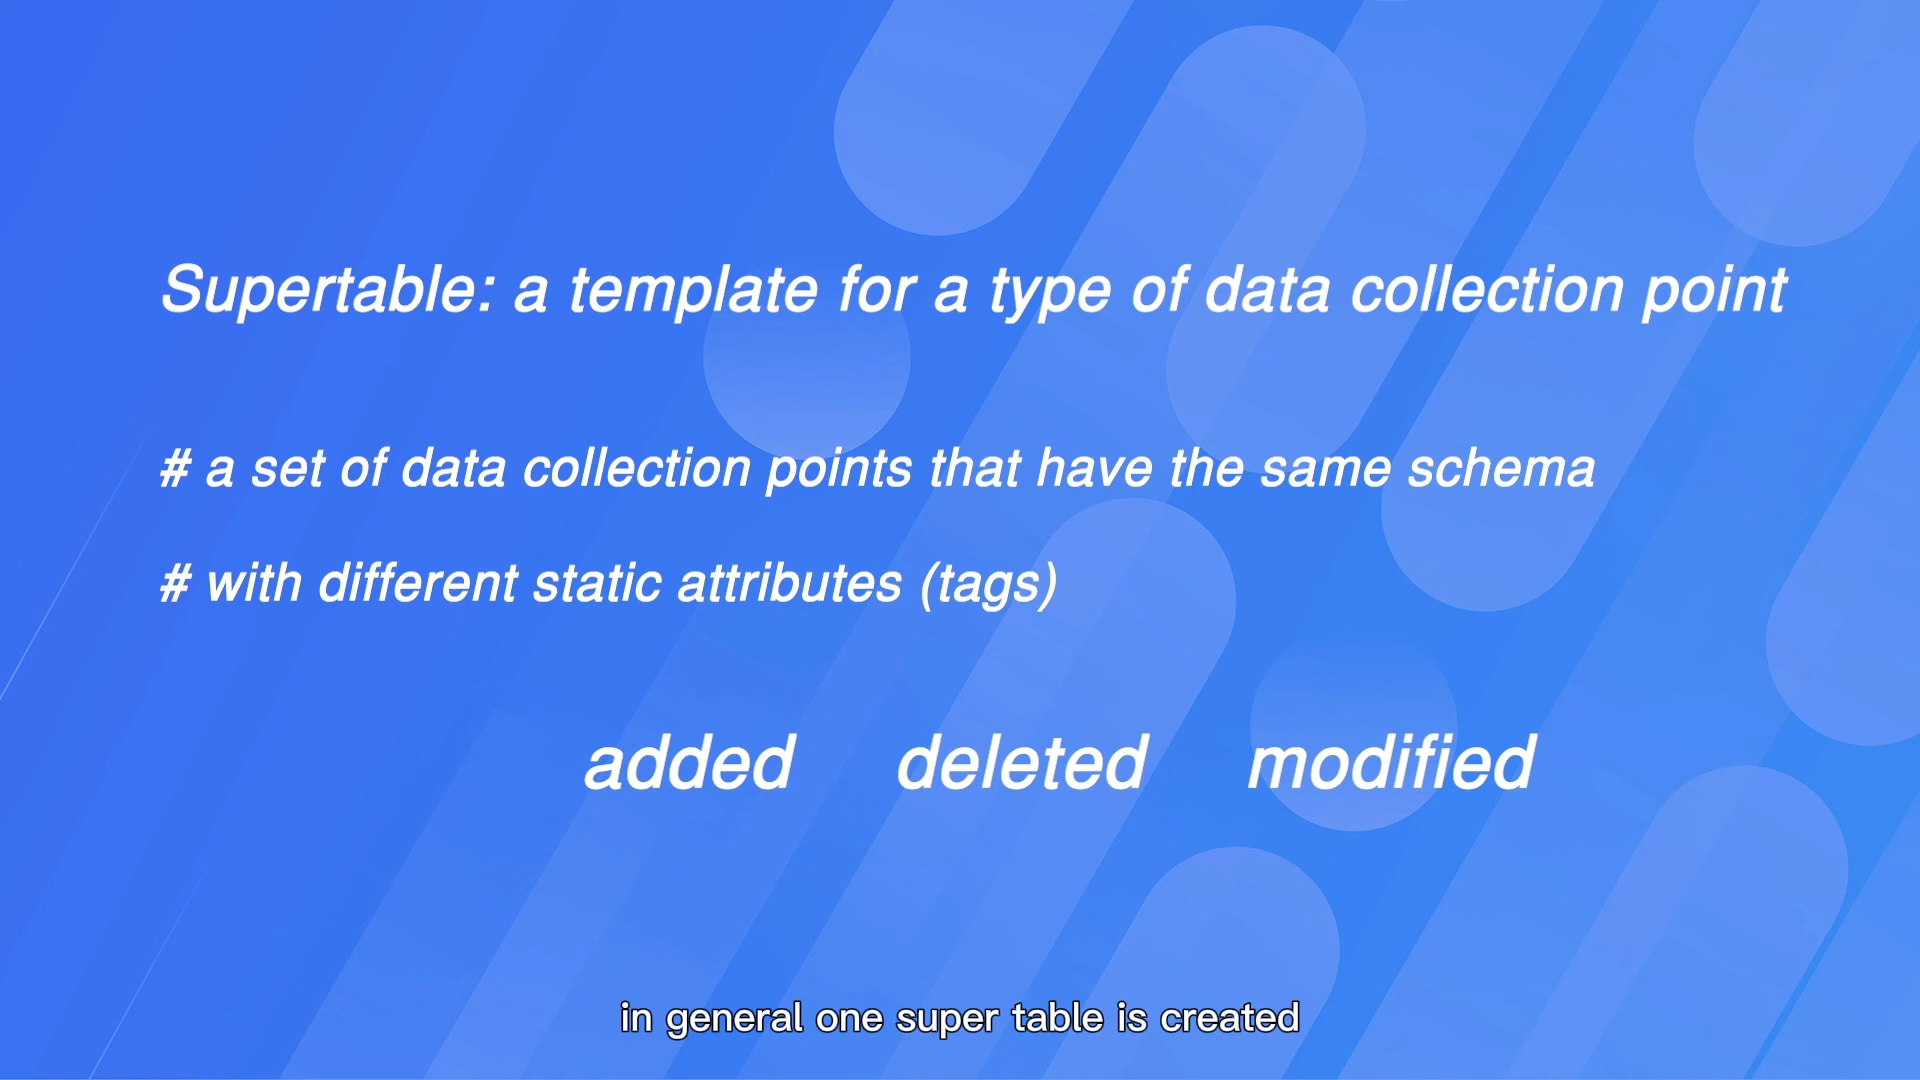 Supertable: a template for a type of data collection point
# a set of data collection points that have the same schema
# with different static attributes (tags)
added deleted modified
in general one super table is created